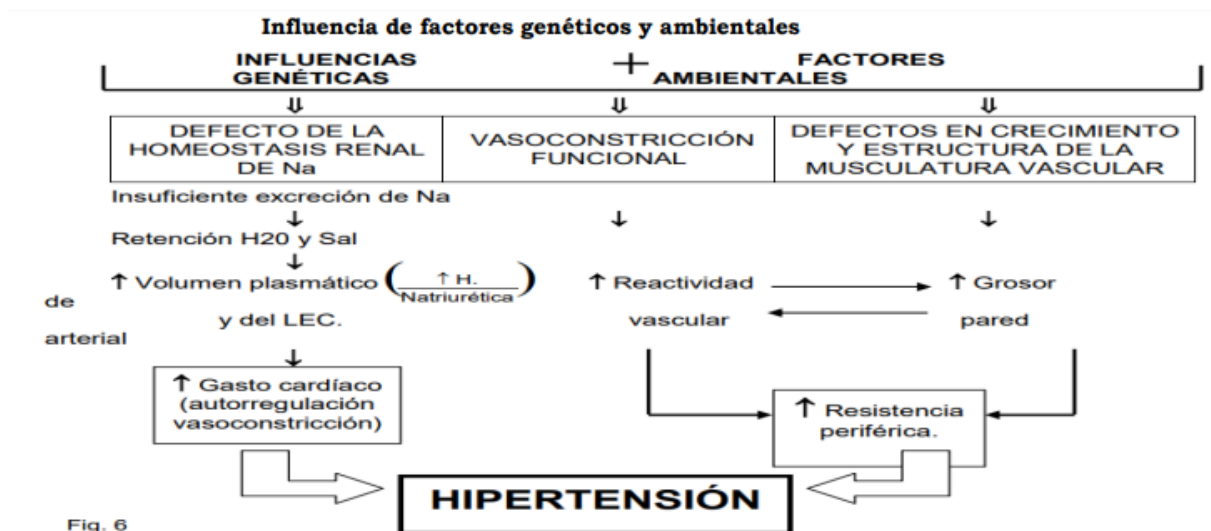 Influencia de factores genéticos y ambientales
INFLUENCIAS + FACTORES
GENÉTICAS AMBIENTALES
DEFECTO DE LA
HOMEOSTASIS RENAL
DE Na
VASOCONSTRICCIÓN
FUNCIONAL
DEFECTOS EN CRECIMIENTO
Y ESTRUCTURA DE LA
MUSCULATURA VASCULAR
Insuficiente excreción de Na
Retención H20 y Sal
↑ Volumen plasmático (↑ H.
Natriurética)
↑ Reactividad
↑ Grosor
de
y del LEC.
vascular
pared
arterial
↑ Gasto cardíaco
(autorregulación
vasoconstricción)
↑ Resistencia
periférica.
HIPERTENSIÓN
Fig. 6